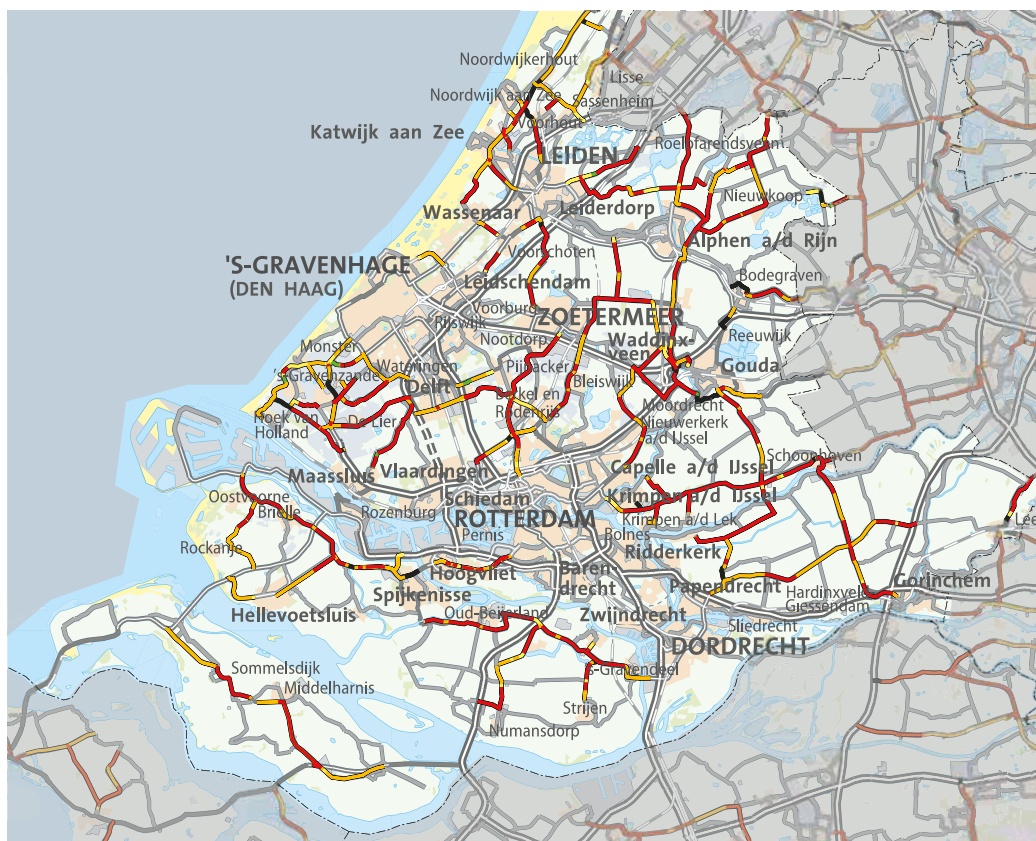 Noordwijkerhout
Lisse
Noordwijk aan Zee
Sassenheim
Voorhout
Katwijk aan Zee
LEIDEN
Roelofarendsveen
Nieuwkoop
Wassenaar
Leiderdorp
Alphen a/d Rijn
Voorschoten
'S-GRAVENHAGE
(DEN HAAG)
Leidschendam
Bodegraven
Voorburg
ZOETERMEER
Rijswijk
Nootdorp
Reeuwijk
Waddinx-
veen
Monster
Wateringen
Pijnacker
Gouda
's-Gravenzande
Delft
Bleiswijk
Berkel en
Rodenrijs
Moordrecht
Hoek van
Holland
De Lier
Nieuwerkerk
a/d IJssel
Schoonhoven
Maassluis
Vlaardingen
Capelle a/d IJssel
Oostvoorne
Brielle
Schiedam
Krimpen a/d IJssel
Rozenburg
ROTTERDAM
Krimpen a/d Lek
Rockanje
Pernis
Bolnes
Ridderkerk
Hoogvliet
Baren-
drecht
Papendrecht
Gorinchem
Spijkenisse
Hardinxveld-
Giessendam
Hellevoetsluis
Oud-Beijerland
Zwijndrecht
Sliedrecht
DORDRECHT
Sommelsdijk
's-Gravendeel
Middelharnis
Strijen
Numansdorp